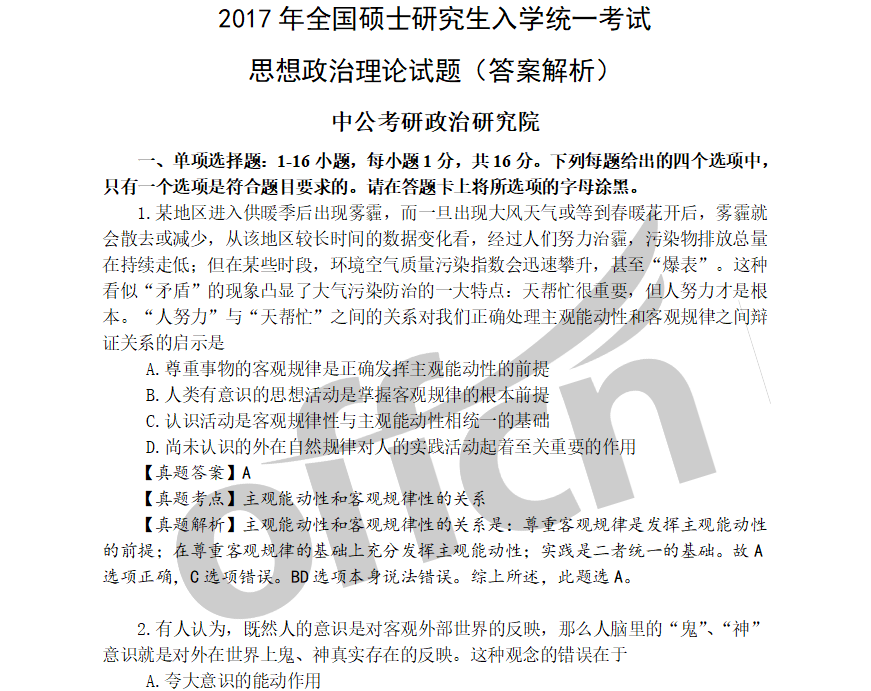 2017 年全国硕士研究生入学统一考试
思想政治理论试题（答案解析）
中公考研政治研究院
一、单项选择题：1-16 小题，每小题 1 分，共 16 分。下列每题给出的四个选项中，
只有一个选项是符合题目要求的。请在答题卡上将所选项的字母涂黑。
1.某地区进入供暖季后出现雾霾，而一旦出现大风天气或等到春暖花开后，雾霾就
会散去或减少，从该地区较长时间的数据变化看，经过人们努力治霾，污染物排放总量
在持续走低；但在某些时段，环境空气质量污染指数会迅速攀升，甚至“爆表”。这种
看似“矛盾”的现象凸显了大气污染防治的一大特点：天帮忙很重要，但人努力才是根
本。“人努力”与“天帮忙”之间的关系对我们正确处理主观能动性和客观规律之间辩
证关系的启示是
A.尊重事物的客观规律是正确发挥主观能动性的前提
B.人类有意识的思想活动是掌握客观规律的根本前提
C.认识活动是客观规律性与主观能动性相统一的基础
D.尚未认识的外在自然规律对人的实践活动起着至关重要的作用
【真题答案】A
【真题考点】主观能动性和客观规律性的关系
【真题解析】主观能动性和客观规律性的关系是：尊重客观规律是发挥主观能动性
的前提；在尊重客观规律的基础上充分发挥主观能动性；实践是二者统一的基础。故 A
选项正确，C 选项错误。BD 选项本身说法错误。综上所述，此题选 A。
2.有人认为，既然人的意识是对客观外部世界的反映，那么人脑里的“鬼”、“神”
意识就是对外在世界上鬼、神真实存在的反映。这种观念的错误在于
A.夸大意识的能动作用
offcn